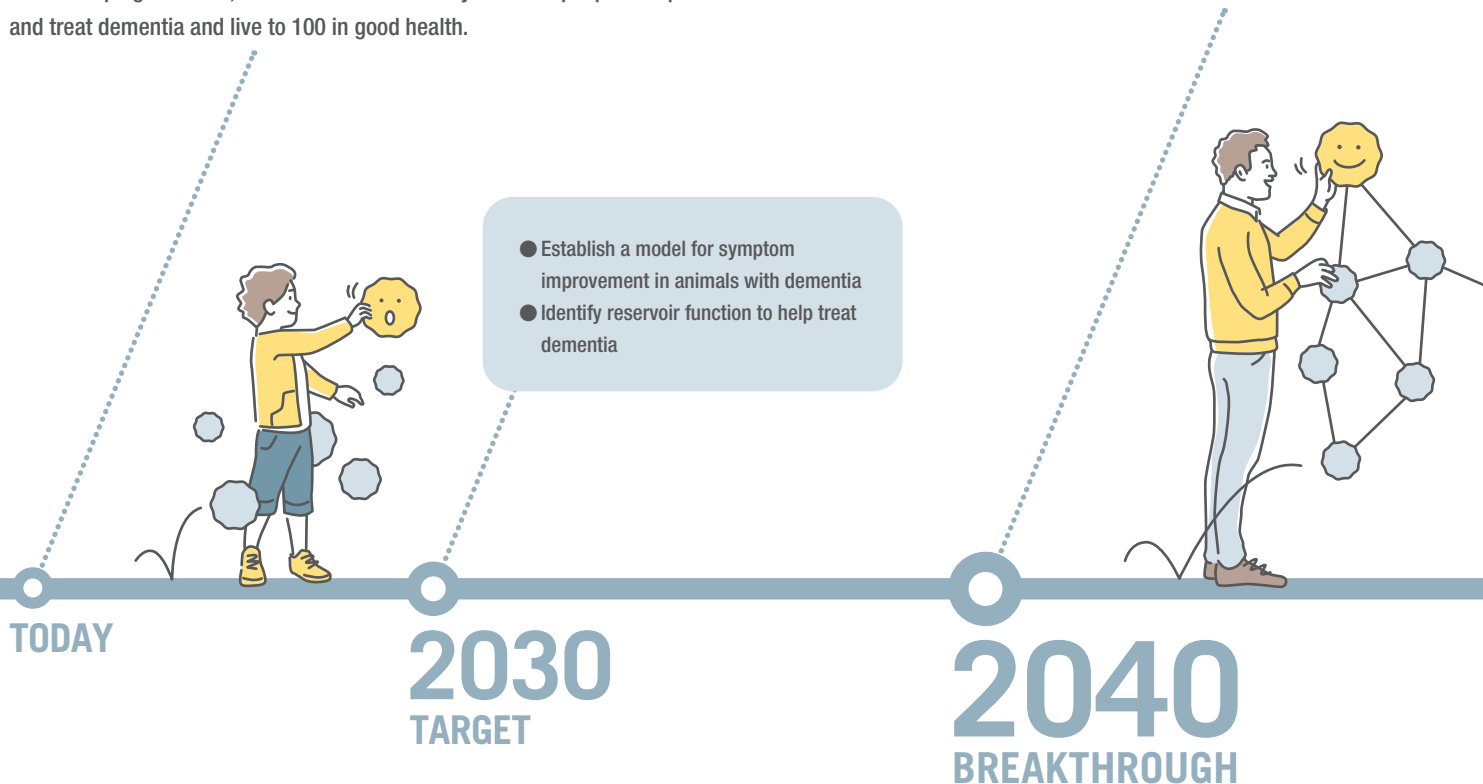 and treat dementia and live to 100 in good health.
● Establish a model for symptom
improvement in animals with dementia
● Identify reservoir function to help treat
dementia
TODAY
2030
TARGET
2040
BREAKTHROUGH